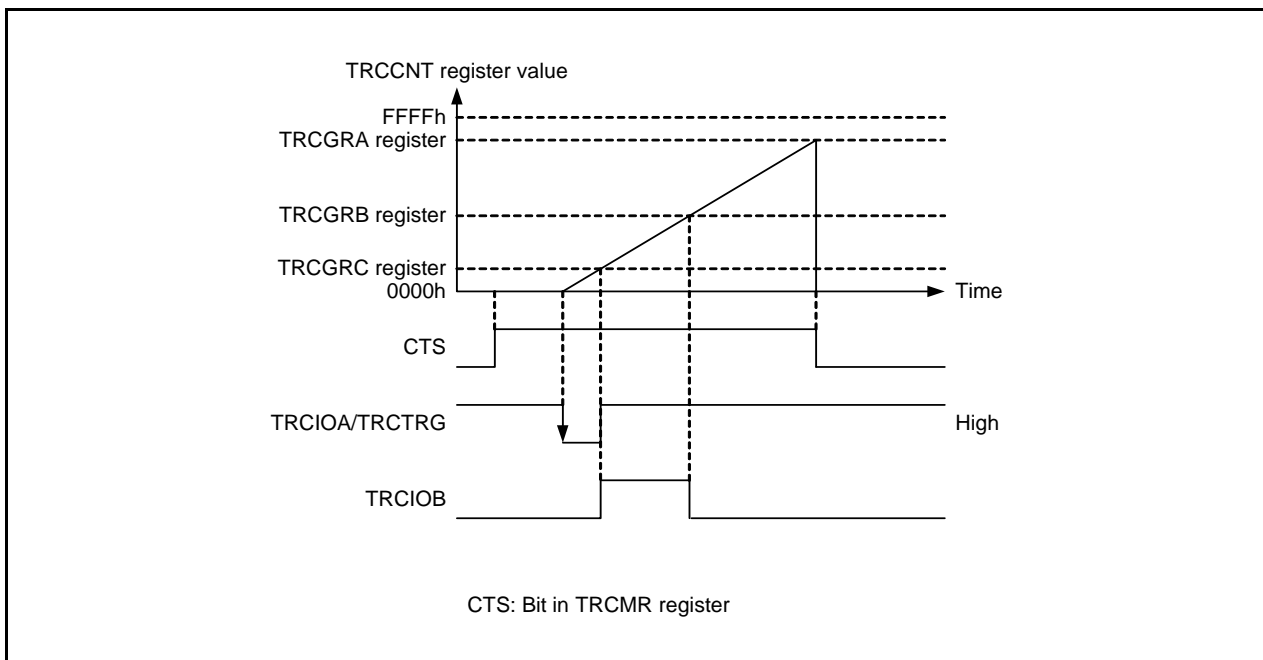 TRCCNT register value
FFFFh
TRCGRA register
TRCGRB register
TRCGRC register
0000h
Time
CTS
TRCIOA/TRCTRG
High
TRCIOB
CTS: Bit in TRCMR register